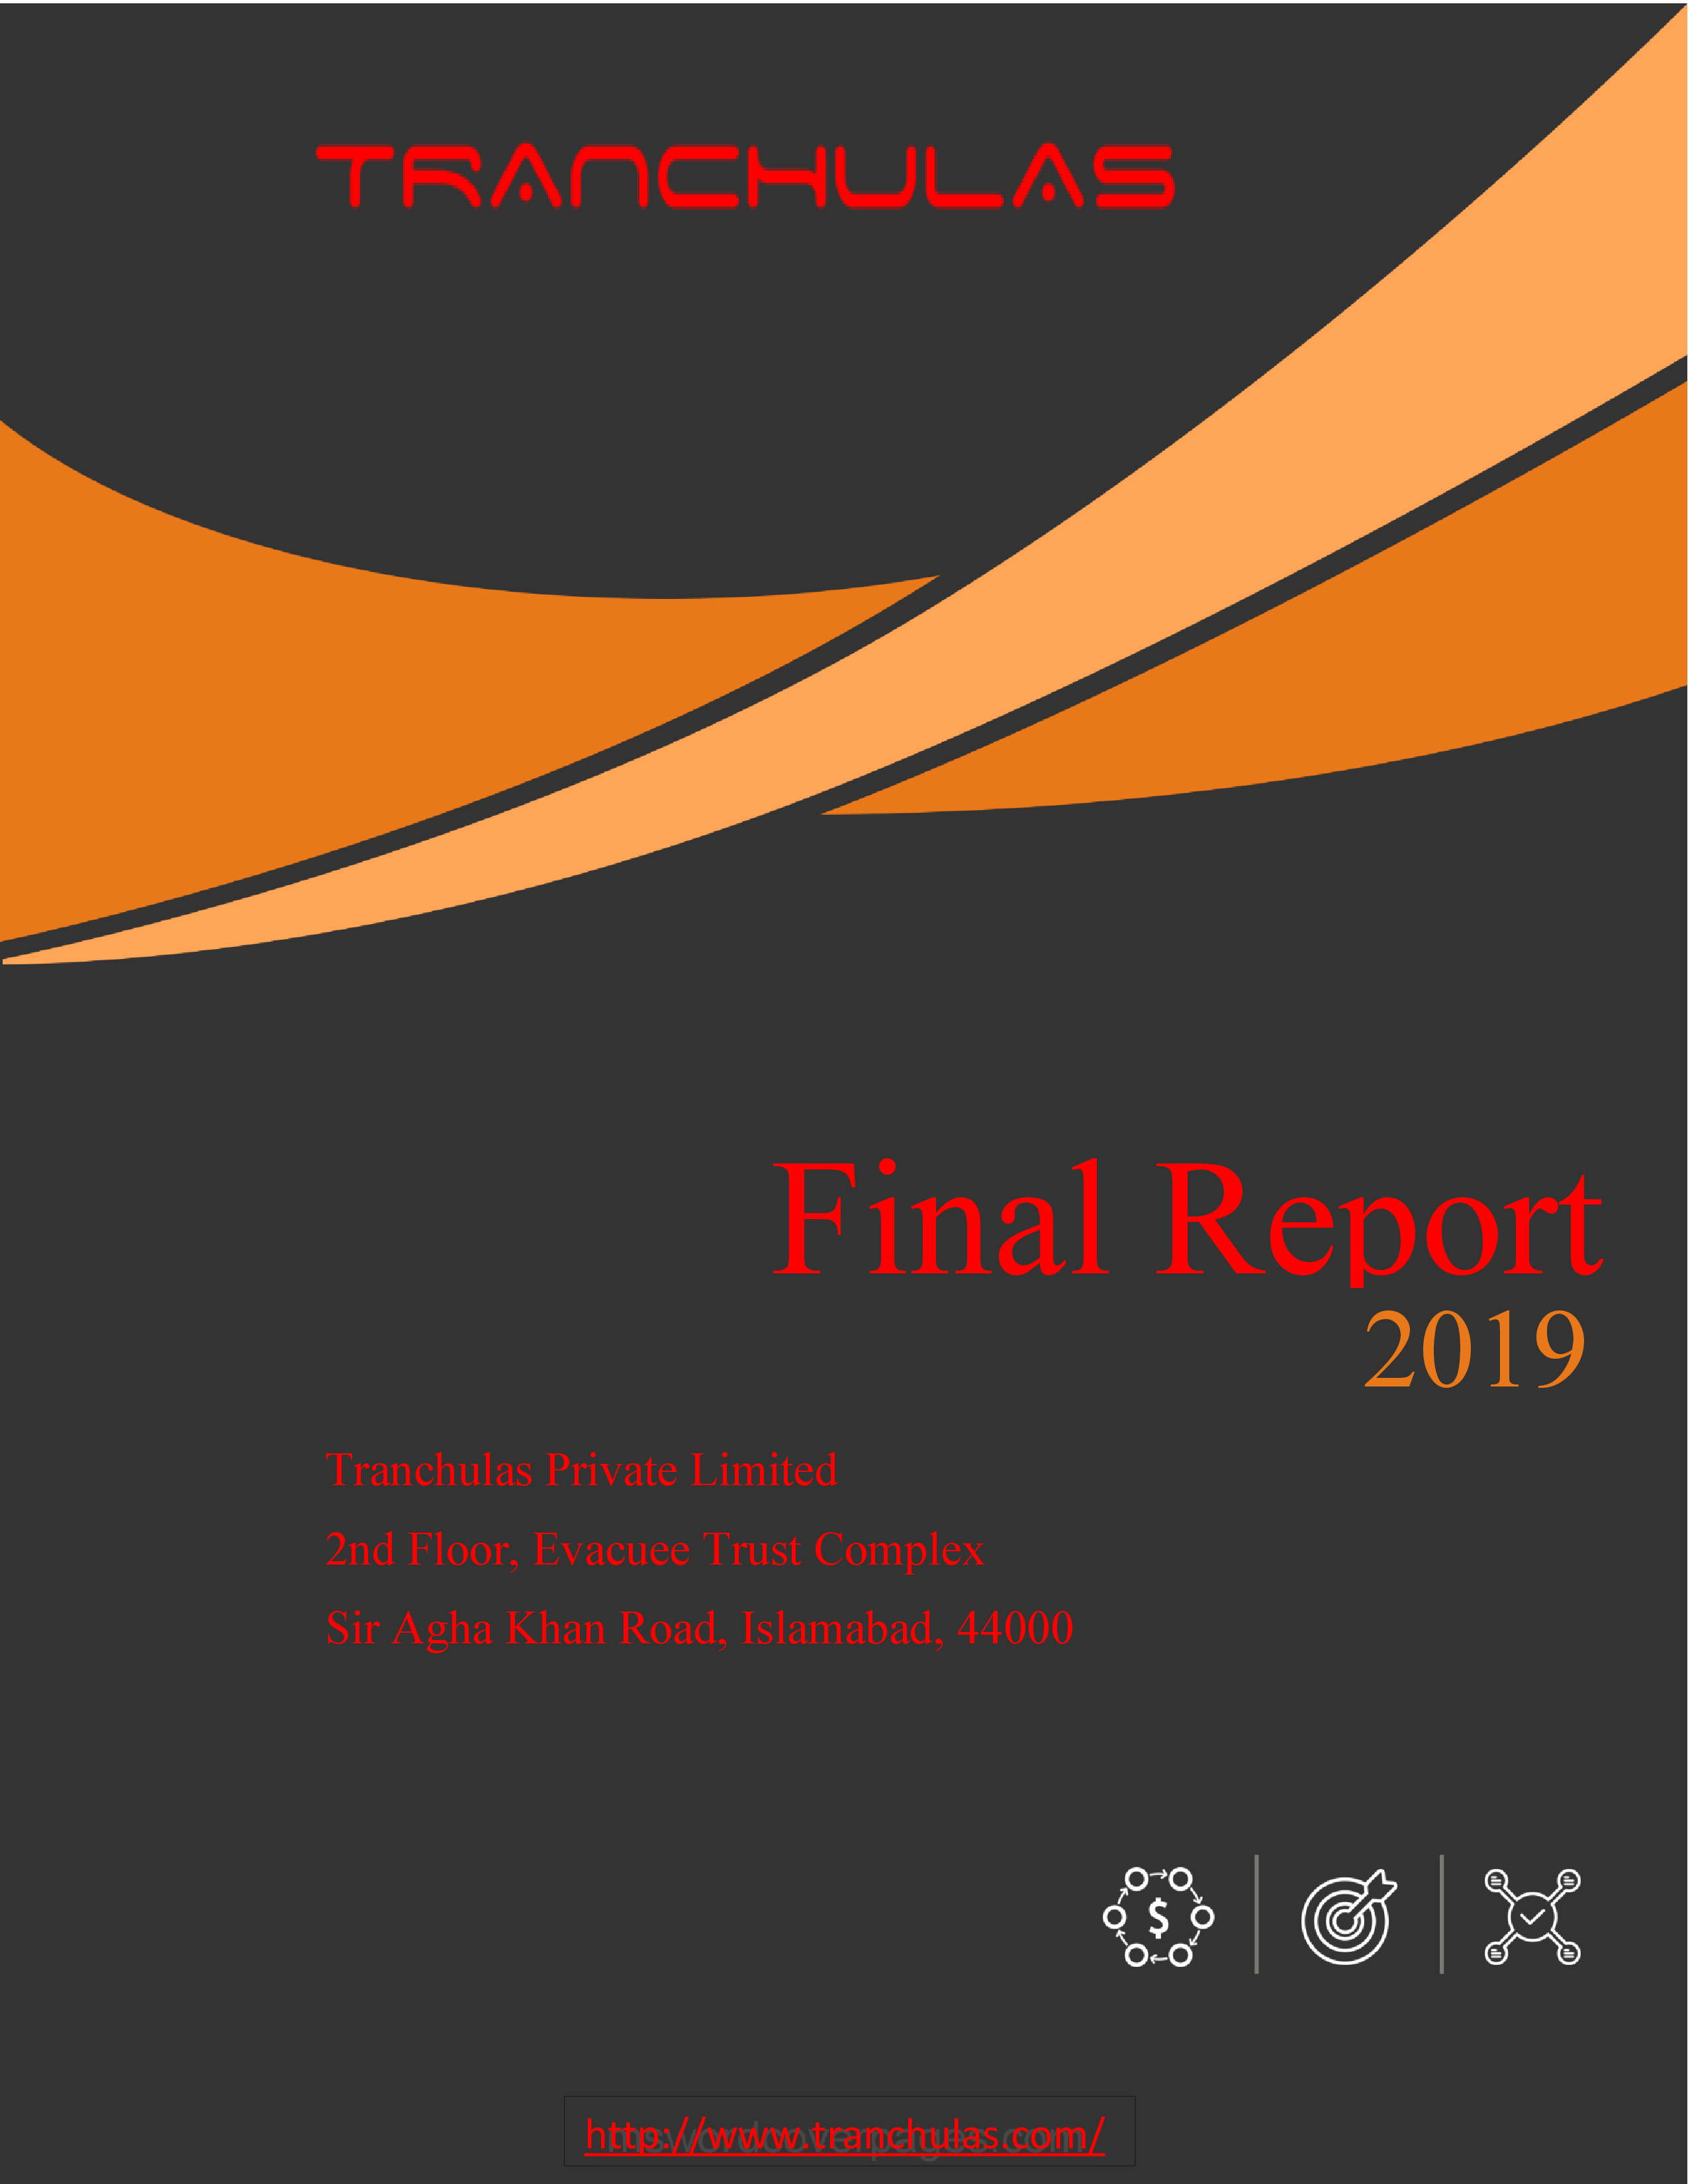 TRANCHULAS
Final Report
2019
Tranchulas Private Limited
2nd Floor, Evacuee Trust Complex
Sir Agha Khan Road, Islamabad, 44000
$
http://www.tranchulas.com/